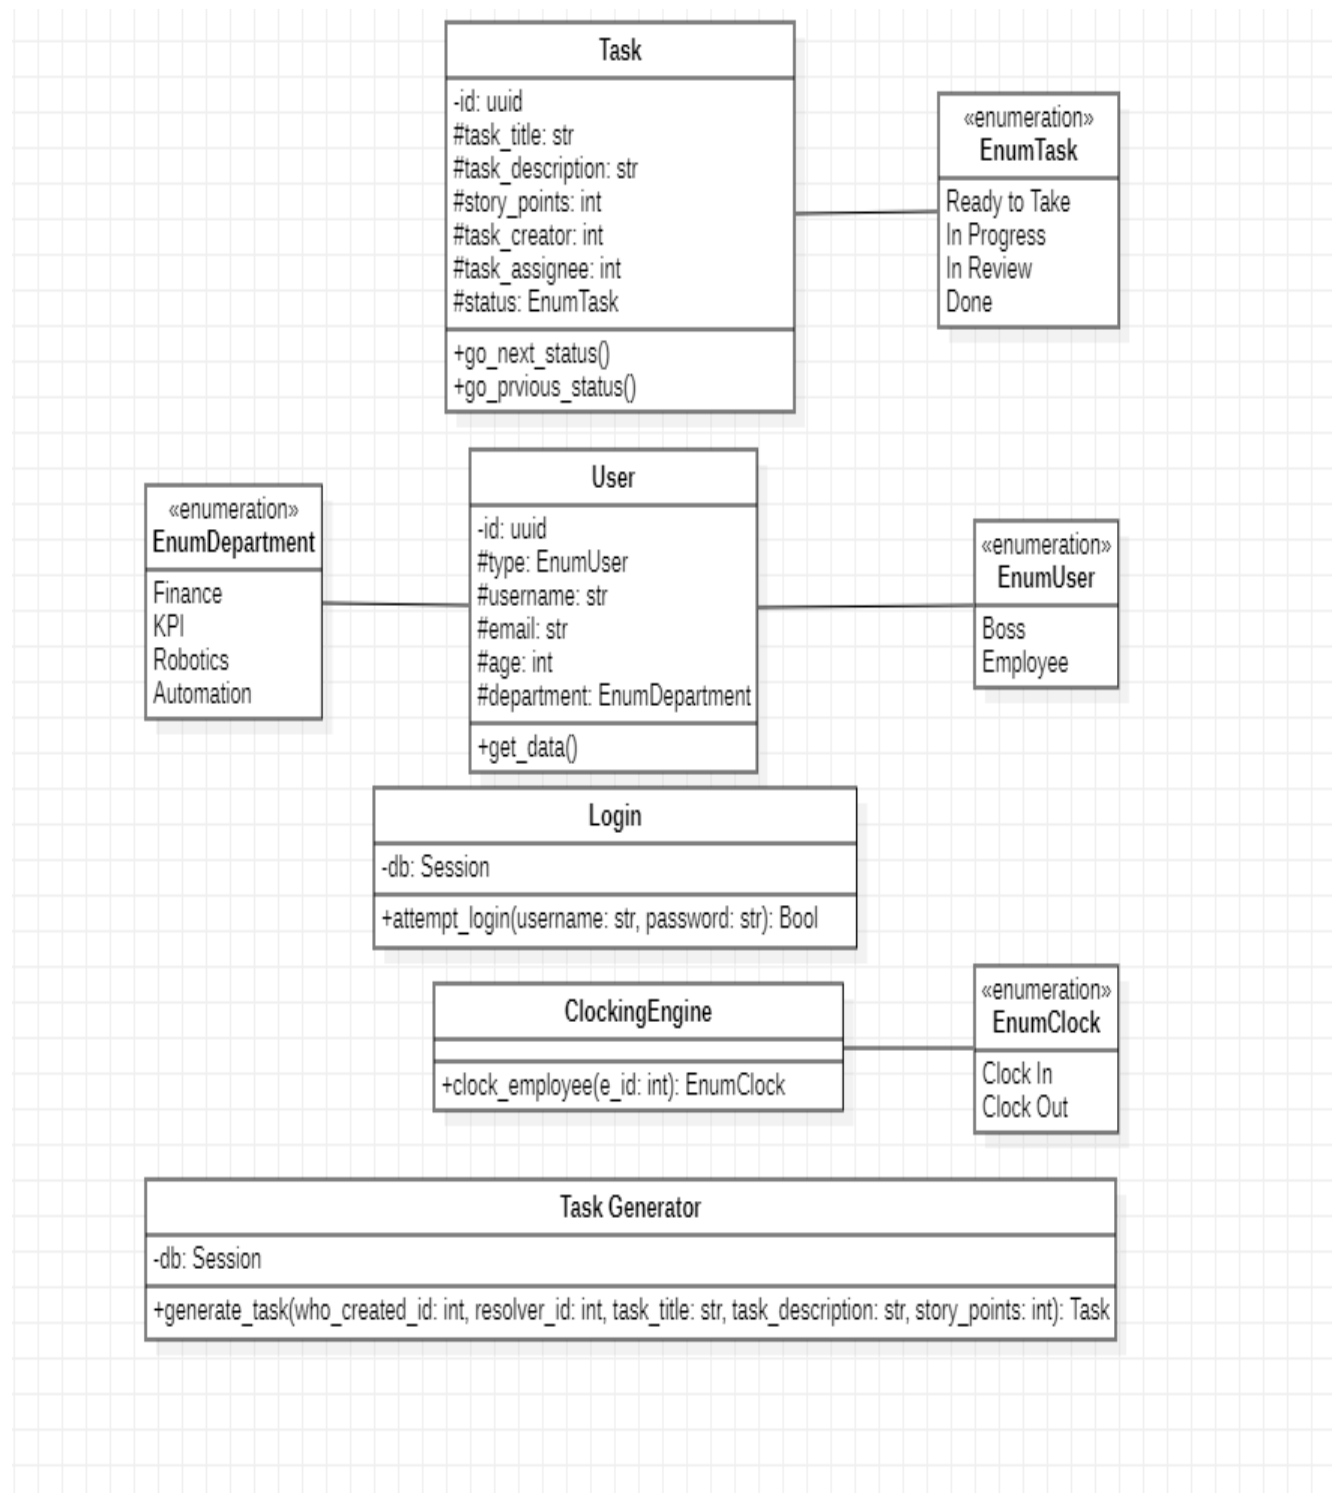 Task
-id: uuid
#task_title: str
#task_description: str
#story_points: int
#task_creator: int
#task_assignee: int
#status: EnumTask
+go_next_status()
+go_prvious_status()
«enumeration»
EnumTask
Ready to Take
In Progress
In Review
Done
«enumeration»
EnumDepartment
Finance
KPI
Robotics
Automation
User
-id: uuid
#type: EnumUser
#username: str
#email: str
#age: int
#department: EnumDepartment
+get_data()
«enumeration»
EnumUser
Boss
Employee
Login
-db: Session
+attempt_login(username: str, password: str): Bool
ClockingEngine
+clock_employee(e_id: int): EnumClock
«enumeration»
EnumClock
Clock In
Clock Out
Task Generator
-db: Session
+generate_task(who_created_id: int, resolver_id: int, task_title: str, task_description: str, story_points: int): Task